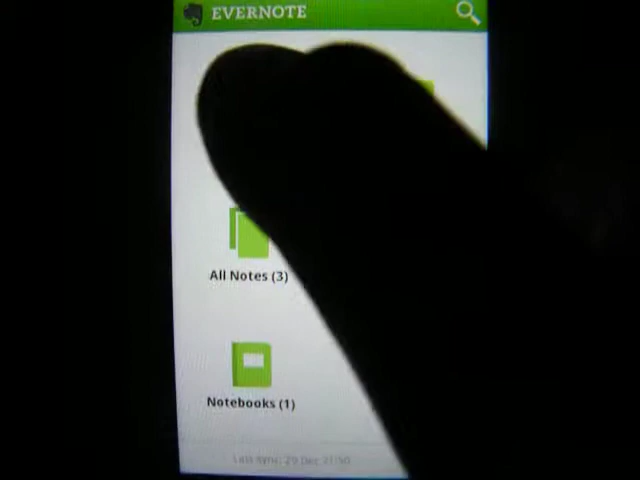 EVERNOTE
All Notes (3)
Notebooks (1)
Last sync: 29 Dec 21:50